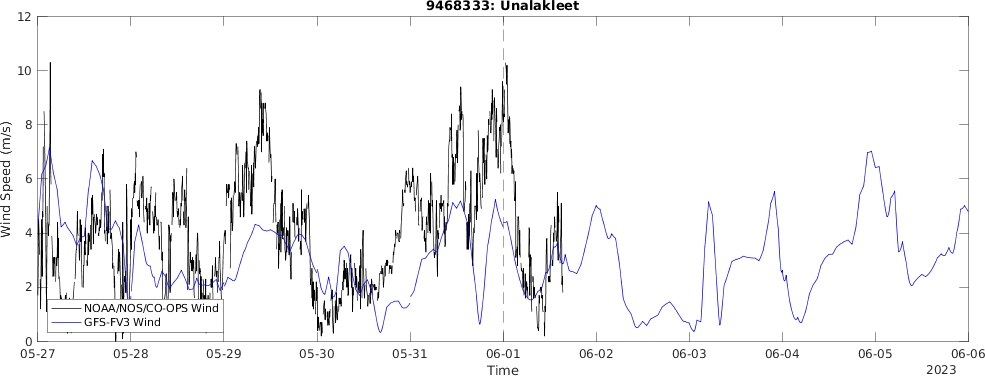 9468333: Unalakleet
Wind Speed (m/s)
12
10
8
6
4
2
0
NOAA/NOS/CO-OPS Wind
GFS-FV3 Wind
05-27 05-28 05-29 05-30 05-31 06-01 06-02 06-03 06-04 06-05 06-06
Time
2023